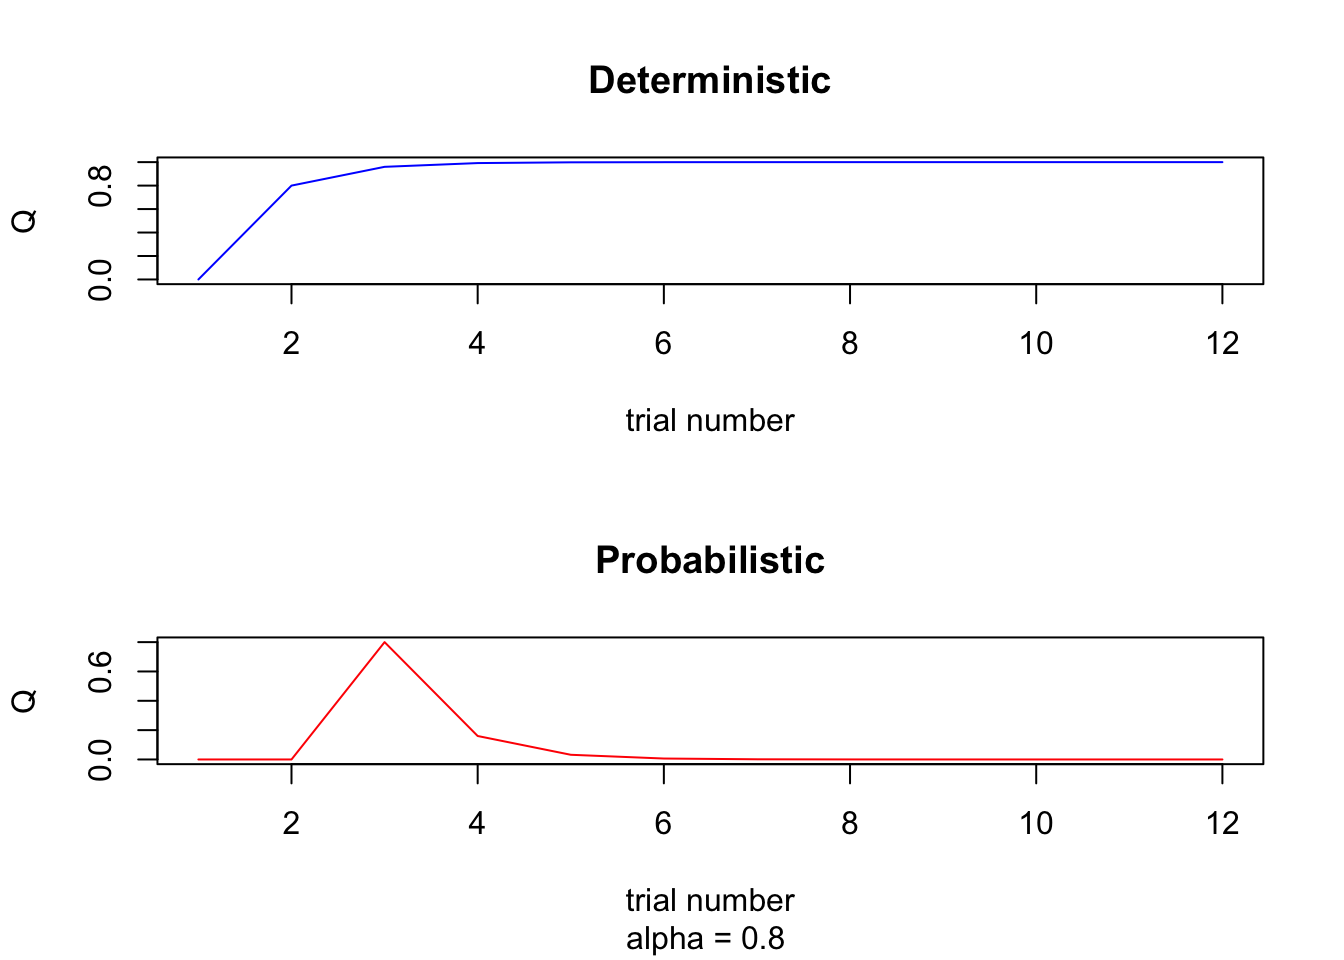 Deterministic
Q
0.8
0.0
2 4 6 8 10 12
trial number
Probabilistic
Q
0.6
0.0
2 4 6 8 10 12
trial number
alpha = 0.8